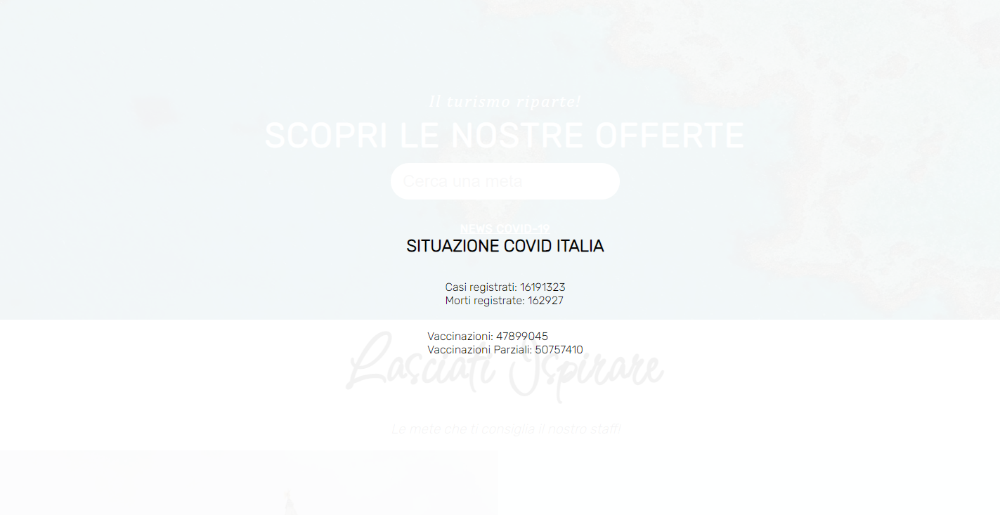 Il turismo riparte!
SCOPRI LE NOSTRE OFFERTE
Cerca una meta
NEWS COVID-19
SITUAZIONE COVID ITALIA
Casi registrati: 16191323
Morti registrate: 162927
Vaccinazioni: 47899045
Vaccinazioni Parziali: 50757410
Lasciati Ispirare
Le mete che ti consiglia il nostro staff!